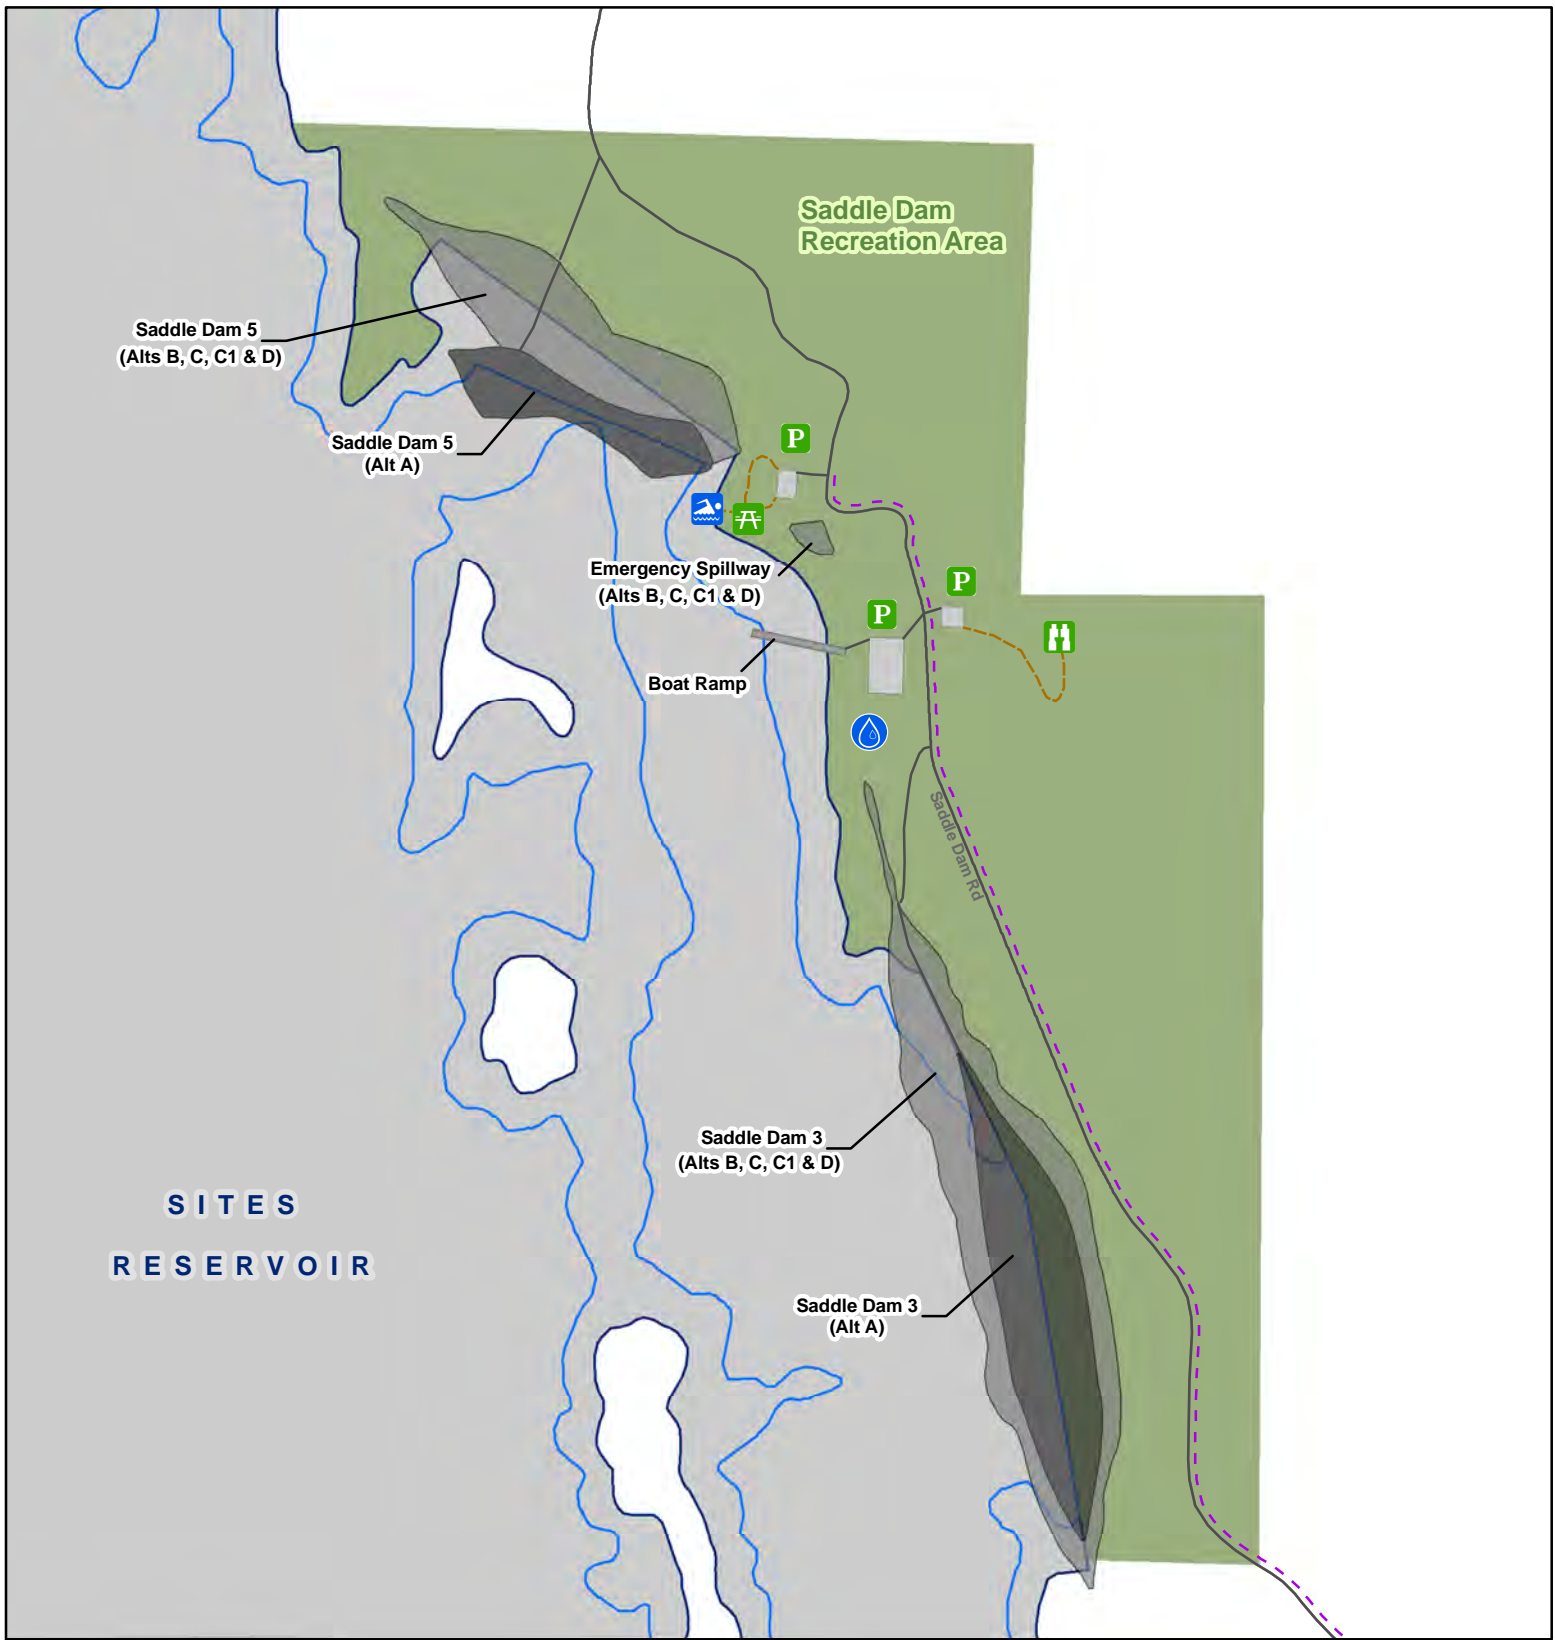 Saddle Dam
Recreation Area
Saddle Dam 5
(Alts B, C, C1 & D)
Saddle Dam 5
(Alt A)
P
Emergency Spillway
(Alts B, C, C1 & D)
P
P
Boat Ramp
Saddle Dam Rd
Saddle Dam 3
(Alts B, C, C1 & D)
SITES
RESERVOIR
Saddle Dam 3
(Alt A)